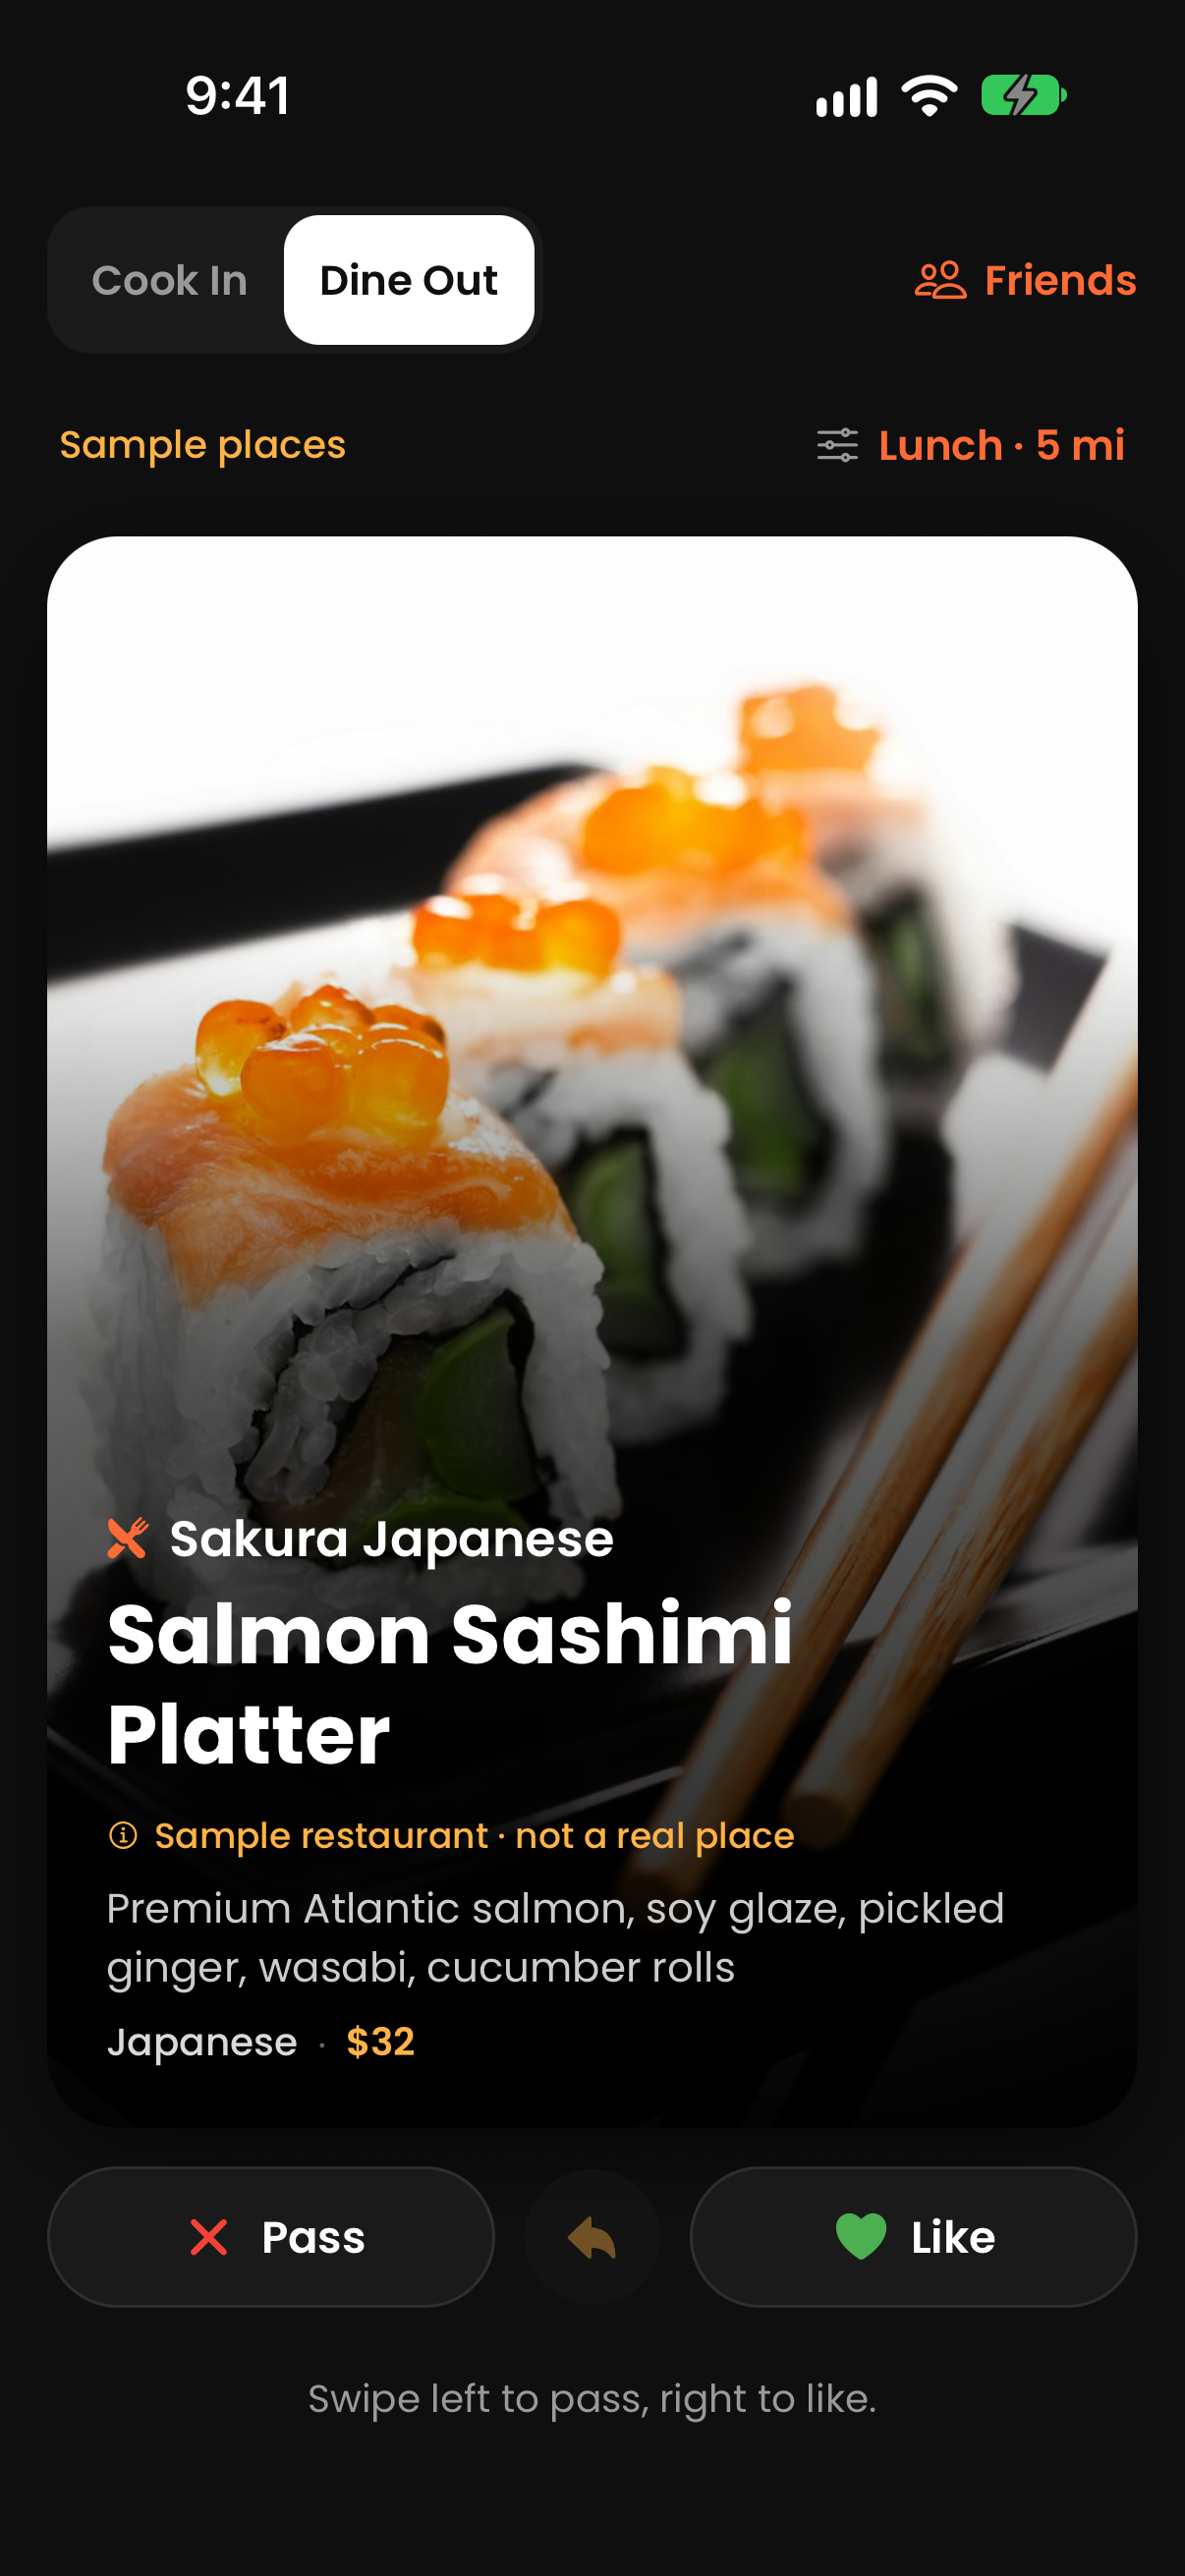 9:41
Cook In
Dine Out
Friends
Sample places
Lunch · 5 mi
Sakura Japanese
Salmon Sashimi
Platter
Sample restaurant · not a real place
Premium Atlantic salmon, soy glaze, pickled
ginger, wasabi, cucumber rolls
Japanese · $32
Pass
Like
Swipe left to pass, right to like.